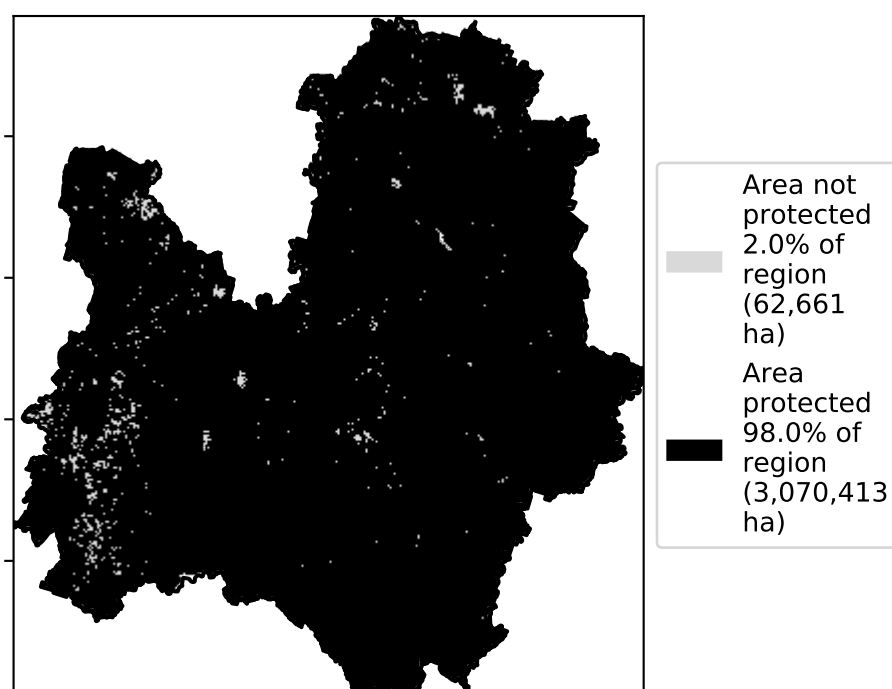 Area not
protected
2.0% of
region
(62,661
ha)
Area
protected
98.0% of
region
(3,070,413
ha)